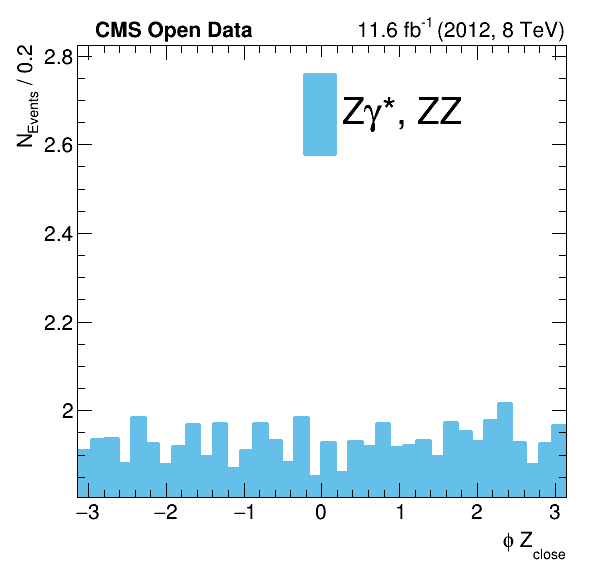 CMS Open Data 11.6 fb-1 (2012, 8 TeV)
NEvents / 0.2
2.8
2.6
2.4
2.2
2
Zγ*, ZZ
−3 −2 −1 0 1 2 3
ϕ Zclose